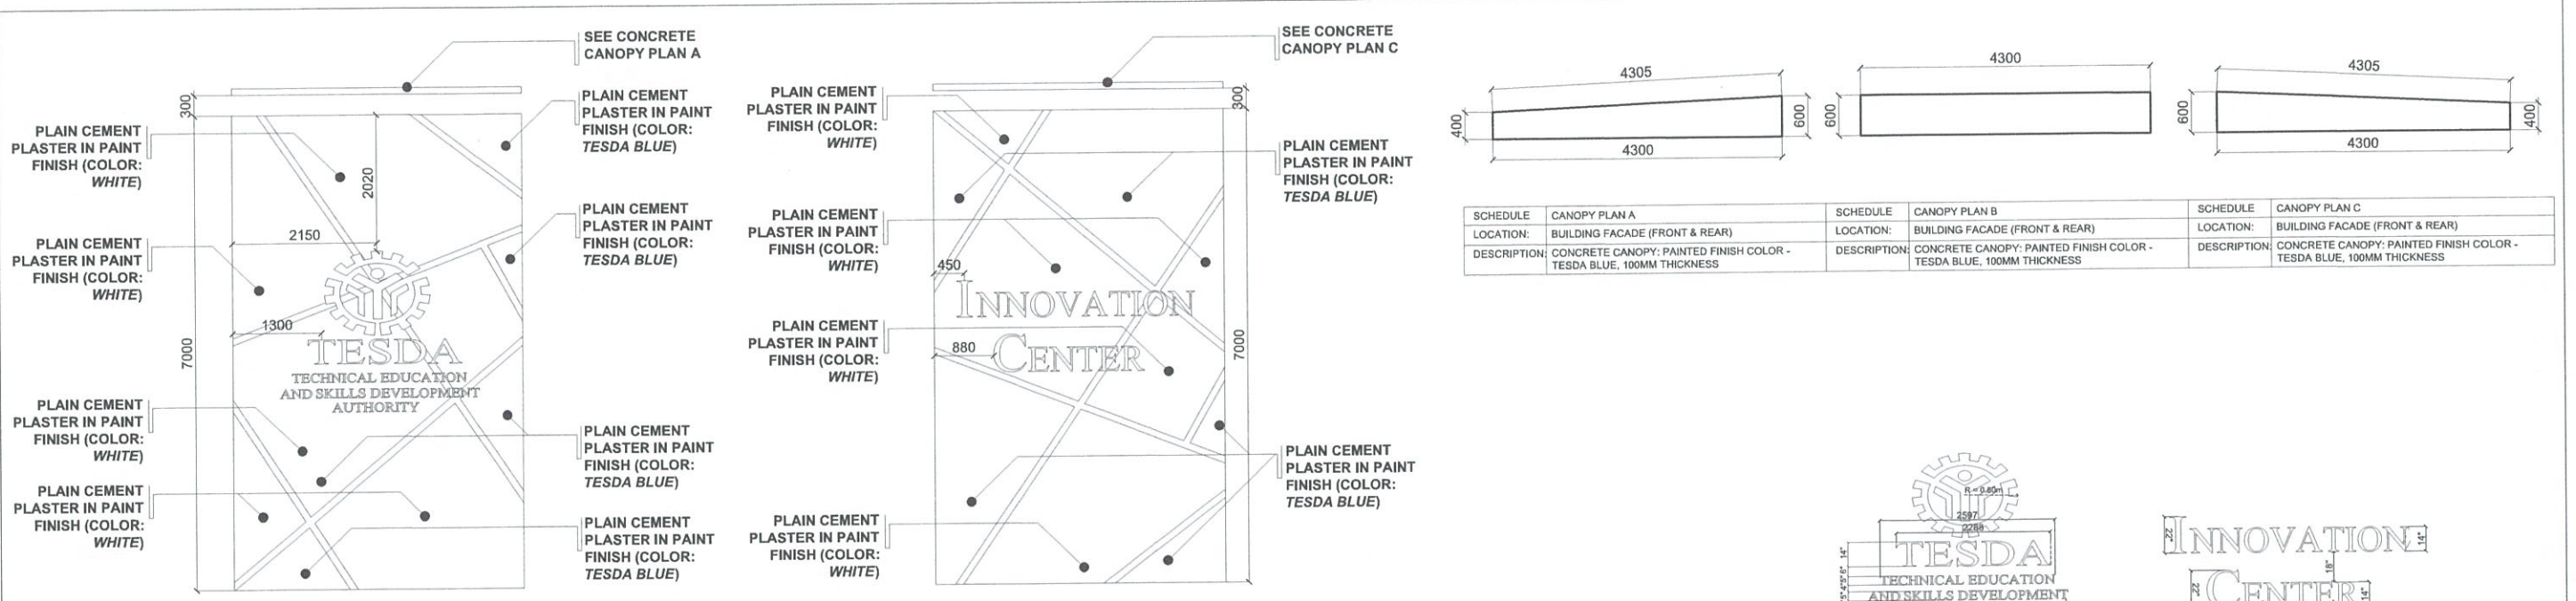 SEE CONCRETE
CANOPY PLAN A
300
PLAIN CEMENT
PLASTER IN PAINT
FINISH (COLOR:
WHITE)
PLAIN CEMENT
PLASTER IN PAINT
FINISH (COLOR:
TESDA BLUE)
2020
PLAIN CEMENT
PLASTER IN PAINT
FINISH (COLOR:
WHITE)
2150
PLAIN CEMENT
PLASTER IN PAINT
FINISH (COLOR:
TESDA BLUE)
1300
7000
TESDA
TECHNICAL EDUCATION
AND SKILLS DEVELOPMENT
AUTHORITY
PLAIN CEMENT
PLASTER IN PAINT
FINISH (COLOR:
WHITE)
PLAIN CEMENT
PLASTER IN PAINT
FINISH (COLOR:
TESDA BLUE)
PLAIN CEMENT
PLASTER IN PAINT
FINISH (COLOR:
WHITE)
PLAIN CEMENT
PLASTER IN PAINT
FINISH (COLOR:
TESDA BLUE)
SEE CONCRETE
CANOPY PLAN C
PLAIN CEMENT
PLASTER IN PAINT
FINISH (COLOR:
WHITE)
300
PLAIN CEMENT
PLASTER IN PAINT
FINISH (COLOR:
TESDA BLUE)
PLAIN CEMENT
PLASTER IN PAINT
FINISH (COLOR:
WHITE)
450
INNOVATION
CENTER
880
7000
PLAIN CEMENT
PLASTER IN PAINT
FINISH (COLOR:
WHITE)
PLAIN CEMENT
PLASTER IN PAINT
FINISH (COLOR:
TESDA BLUE)
PLAIN CEMENT
PLASTER IN PAINT
FINISH (COLOR:
WHITE)
4305
400
600
4300
4300
600
4305
600
400
4300
SCHEDULE CANOPY PLAN A
LOCATION: BUILDING FACADE (FRONT & REAR)
DESCRIPTION: CONCRETE CANOPY: PAINTED FINISH COLOR -
TESDA BLUE, 100MM THICKNESS
SCHEDULE CANOPY PLAN B
LOCATION: BUILDING FACADE (FRONT & REAR)
DESCRIPTION: CONCRETE CANOPY: PAINTED FINISH COLOR -
TESDA BLUE, 100MM THICKNESS
SCHEDULE CANOPY PLAN C
LOCATION: BUILDING FACADE (FRONT & REAR)
DESCRIPTION: CONCRETE CANOPY: PAINTED FINISH COLOR -
TESDA BLUE, 100MM THICKNESS
2597
14"
TESDA
TECHNICAL EDUCATION
AND SKILLS DEVELOPMENT
22"
INNOVATION
14"
18"
22"
CENTER
14"